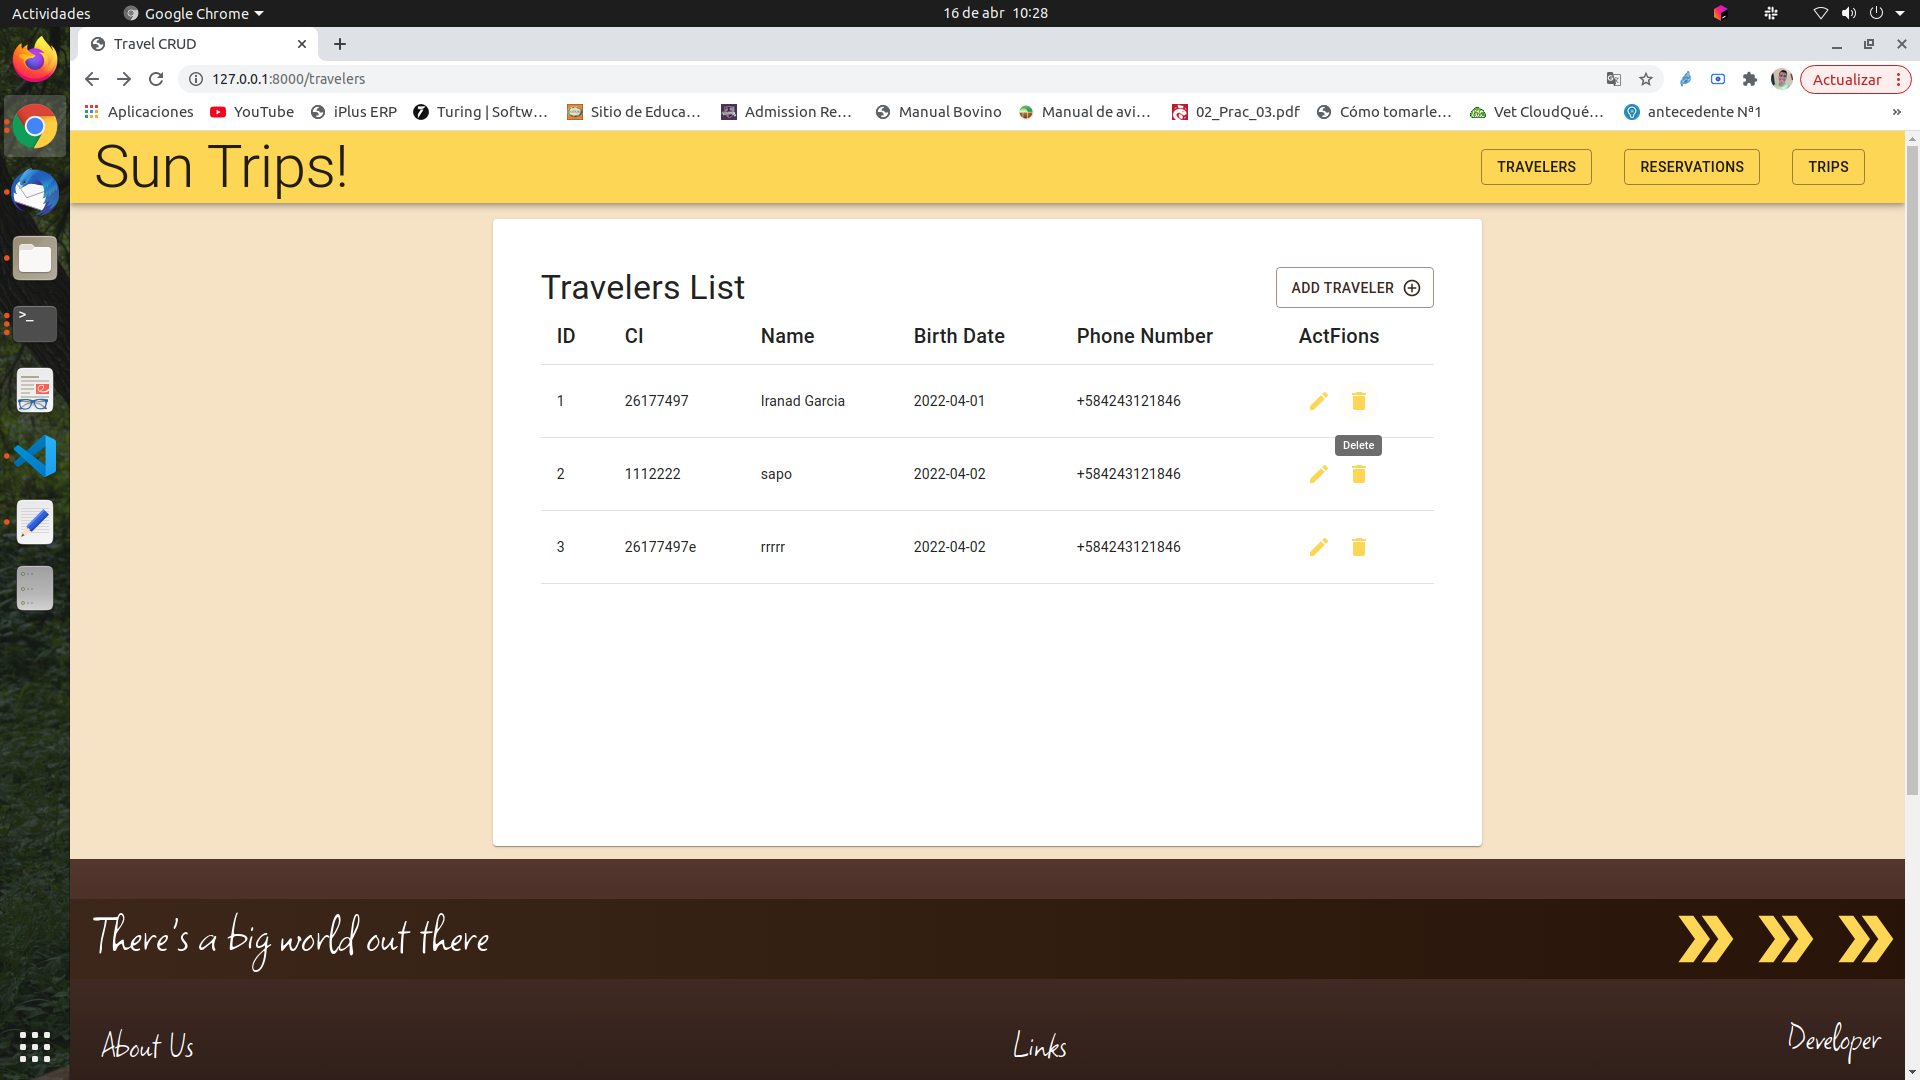 Actividades Google Chrome 16 de abr 10:28
Travel CRUD
127.0.0.1:8000/travelers Actualizar
Aplicaciones YouTube iPlus ERP Turing | Softw... Sitio de Educa... Admission Re... Manual Bovino Manual de avi... 02_Prac_03.pdf Cómo tomarle... Vet CloudQué... antecedente Nª1 »
Sun Trips! TRAVELERS RESERVATIONS TRIPS
Travelers List ADD TRAVELER
ID CI Name Birth Date Phone Number ActFions
1 26177497 Iranad Garcia 2022-04-01 +584243121846
Delete
2 1112222 sapo 2022-04-02 +584243121846
3 26177497e rrrrr 2022-04-02 +584243121846
There's a big world out there
About Us Links Developer